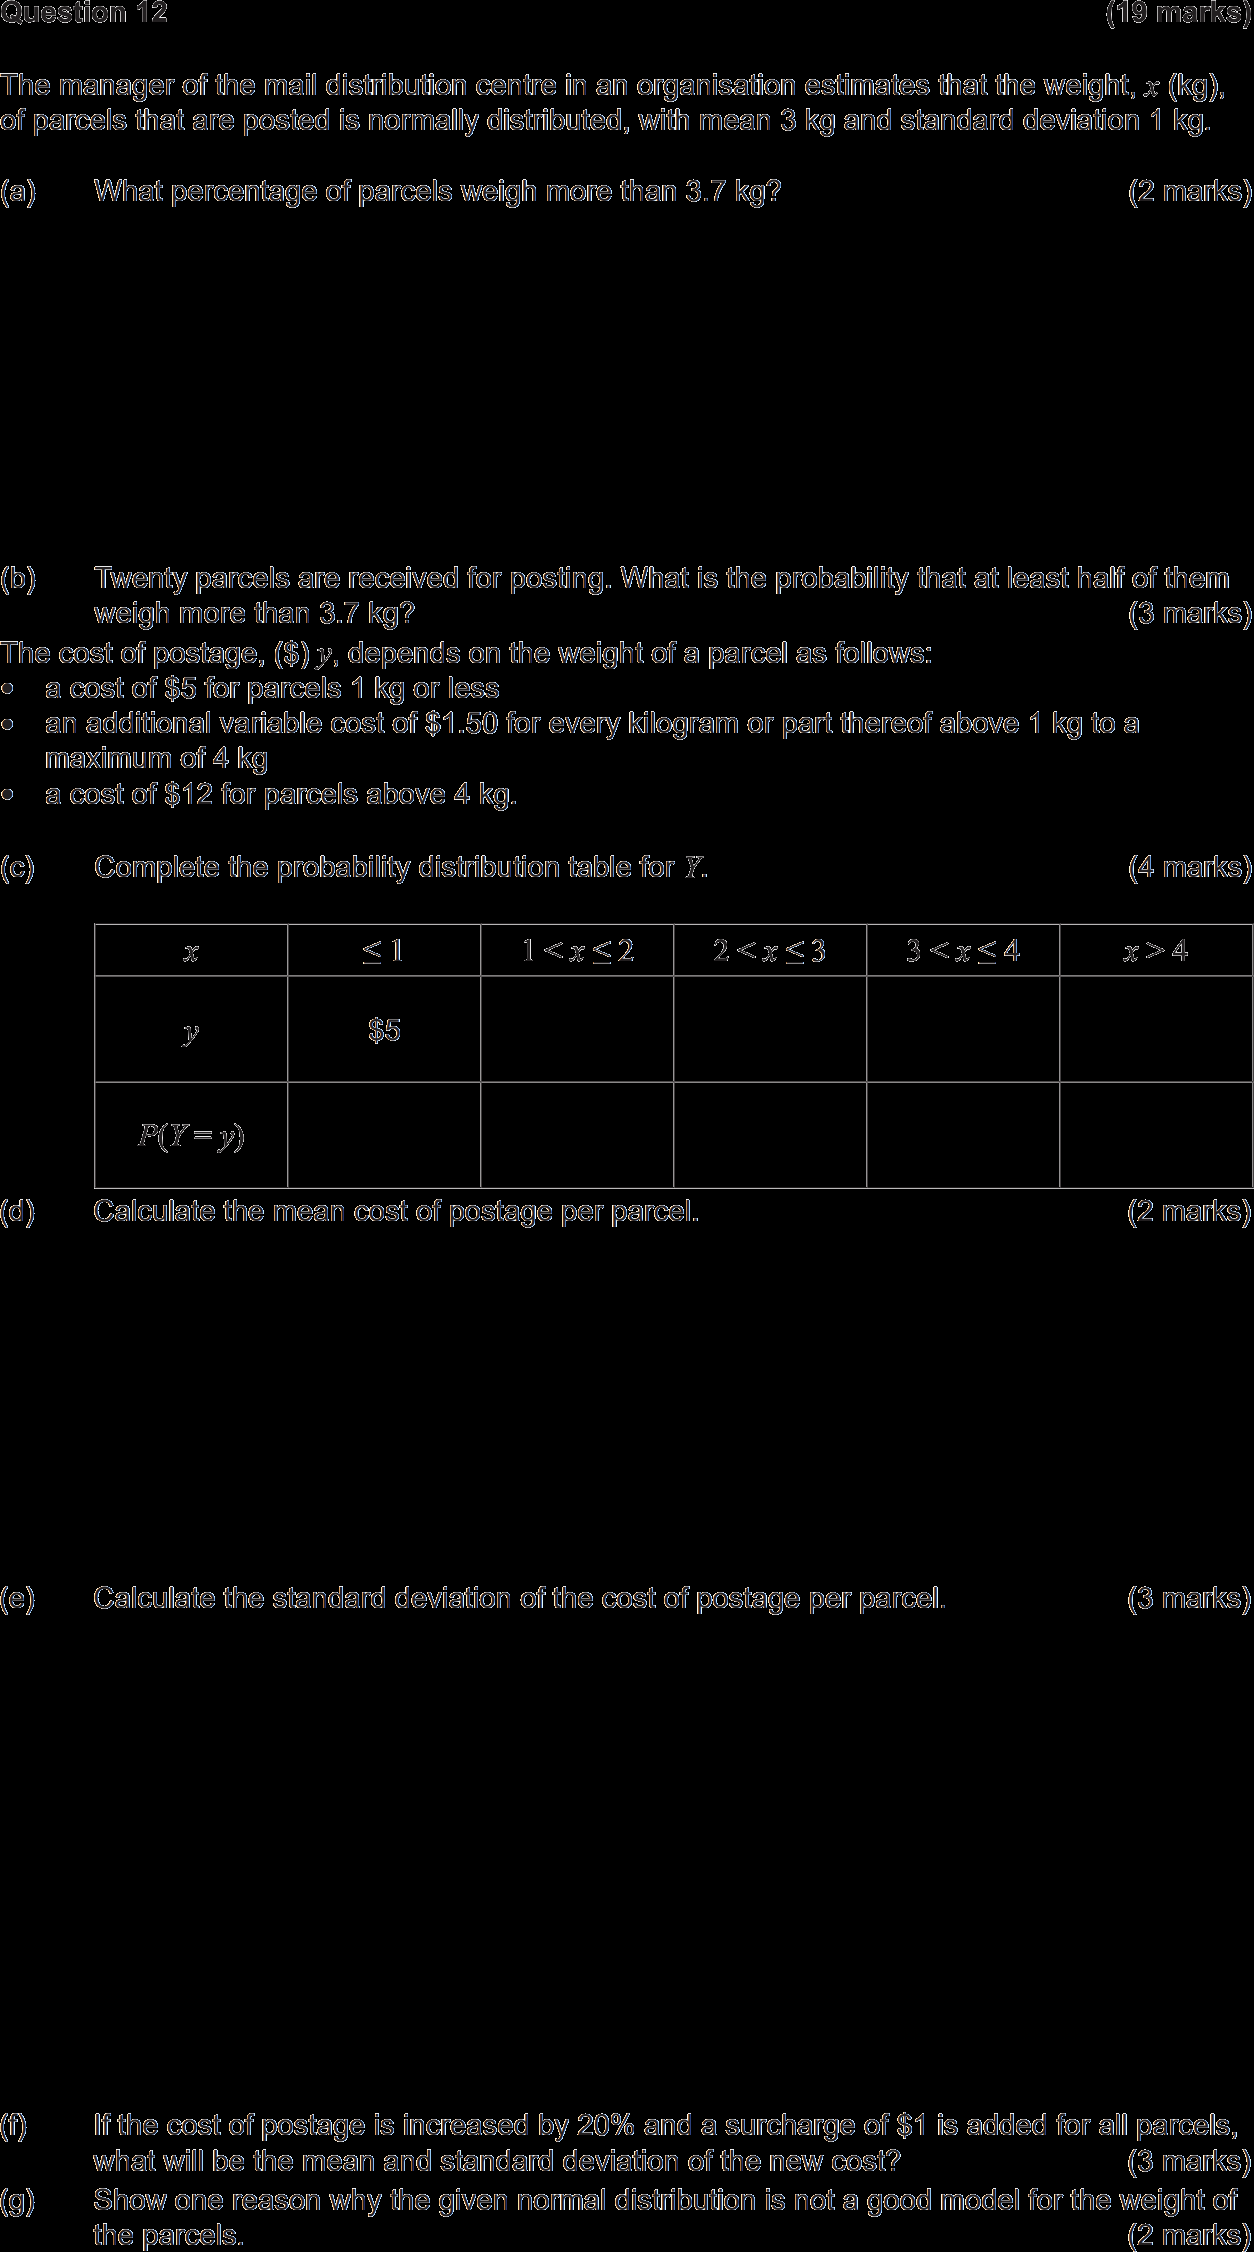 Question 12 (19 marks)
The manager of the mail distribution centre in an organisation estimates that the weight, x (kg),
of parcels that are posted is normally distributed, with mean 3 kg and standard deviation 1 kg.
(a) What percentage of parcels weigh more than 3.7 kg? (2 marks)
(b) Twenty parcels are received for posting. What is the probability that at least half of them
weigh more than 3.7 kg? (3 marks)
The cost of postage, ($) y, depends on the weight of a parcel as follows:
• a cost of $5 for parcels 1 kg or less
• an additional variable cost of $1.50 for every kilogram or part thereof above 1 kg to a
maximum of 4 kg
• a cost of $12 for parcels above 4 kg.
(c) Complete the probability distribution table for Y. (4 marks)
x ≤ 1 1 < x ≤ 2 2 < x ≤ 3 3 < x ≤ 4 x > 4
y $5
P(Y = y)
(d) Calculate the mean cost of postage per parcel. (2 marks)
(e) Calculate the standard deviation of the cost of postage per parcel. (3 marks)
(f) If the cost of postage is increased by 20% and a surcharge of $1 is added for all parcels,
what will be the mean and standard deviation of the new cost? (3 marks)
(g) Show one reason why the given normal distribution is not a good model for the weight of
the parcels. (2 marks)